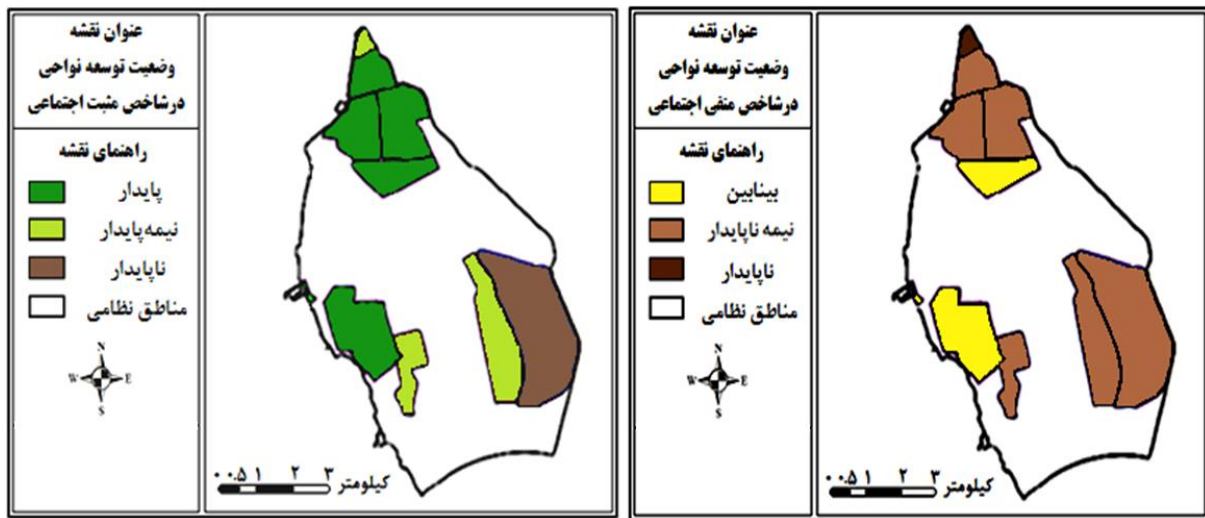 عنوان نقشه
وضعیت توسعه نواحی
درشاخص مثبت اجتماعی
راهنمای نقشه
پایدار
نیمه پایدار
ناپایدار
مناطق نظامی
N
W E
S
۰ ۰.۵ ۱ ۲ ۳ کیلومتر
عنوان نقشه
وضعیت توسعه نواحی
درشاخص منفی اجتماعی
راهنمای نقشه
بینابین
نیمه ناپایدار
ناپایدار
مناطق نظامی
N
W E
S
۰ ۰.۵ ۱ ۲ ۳ کیلومتر